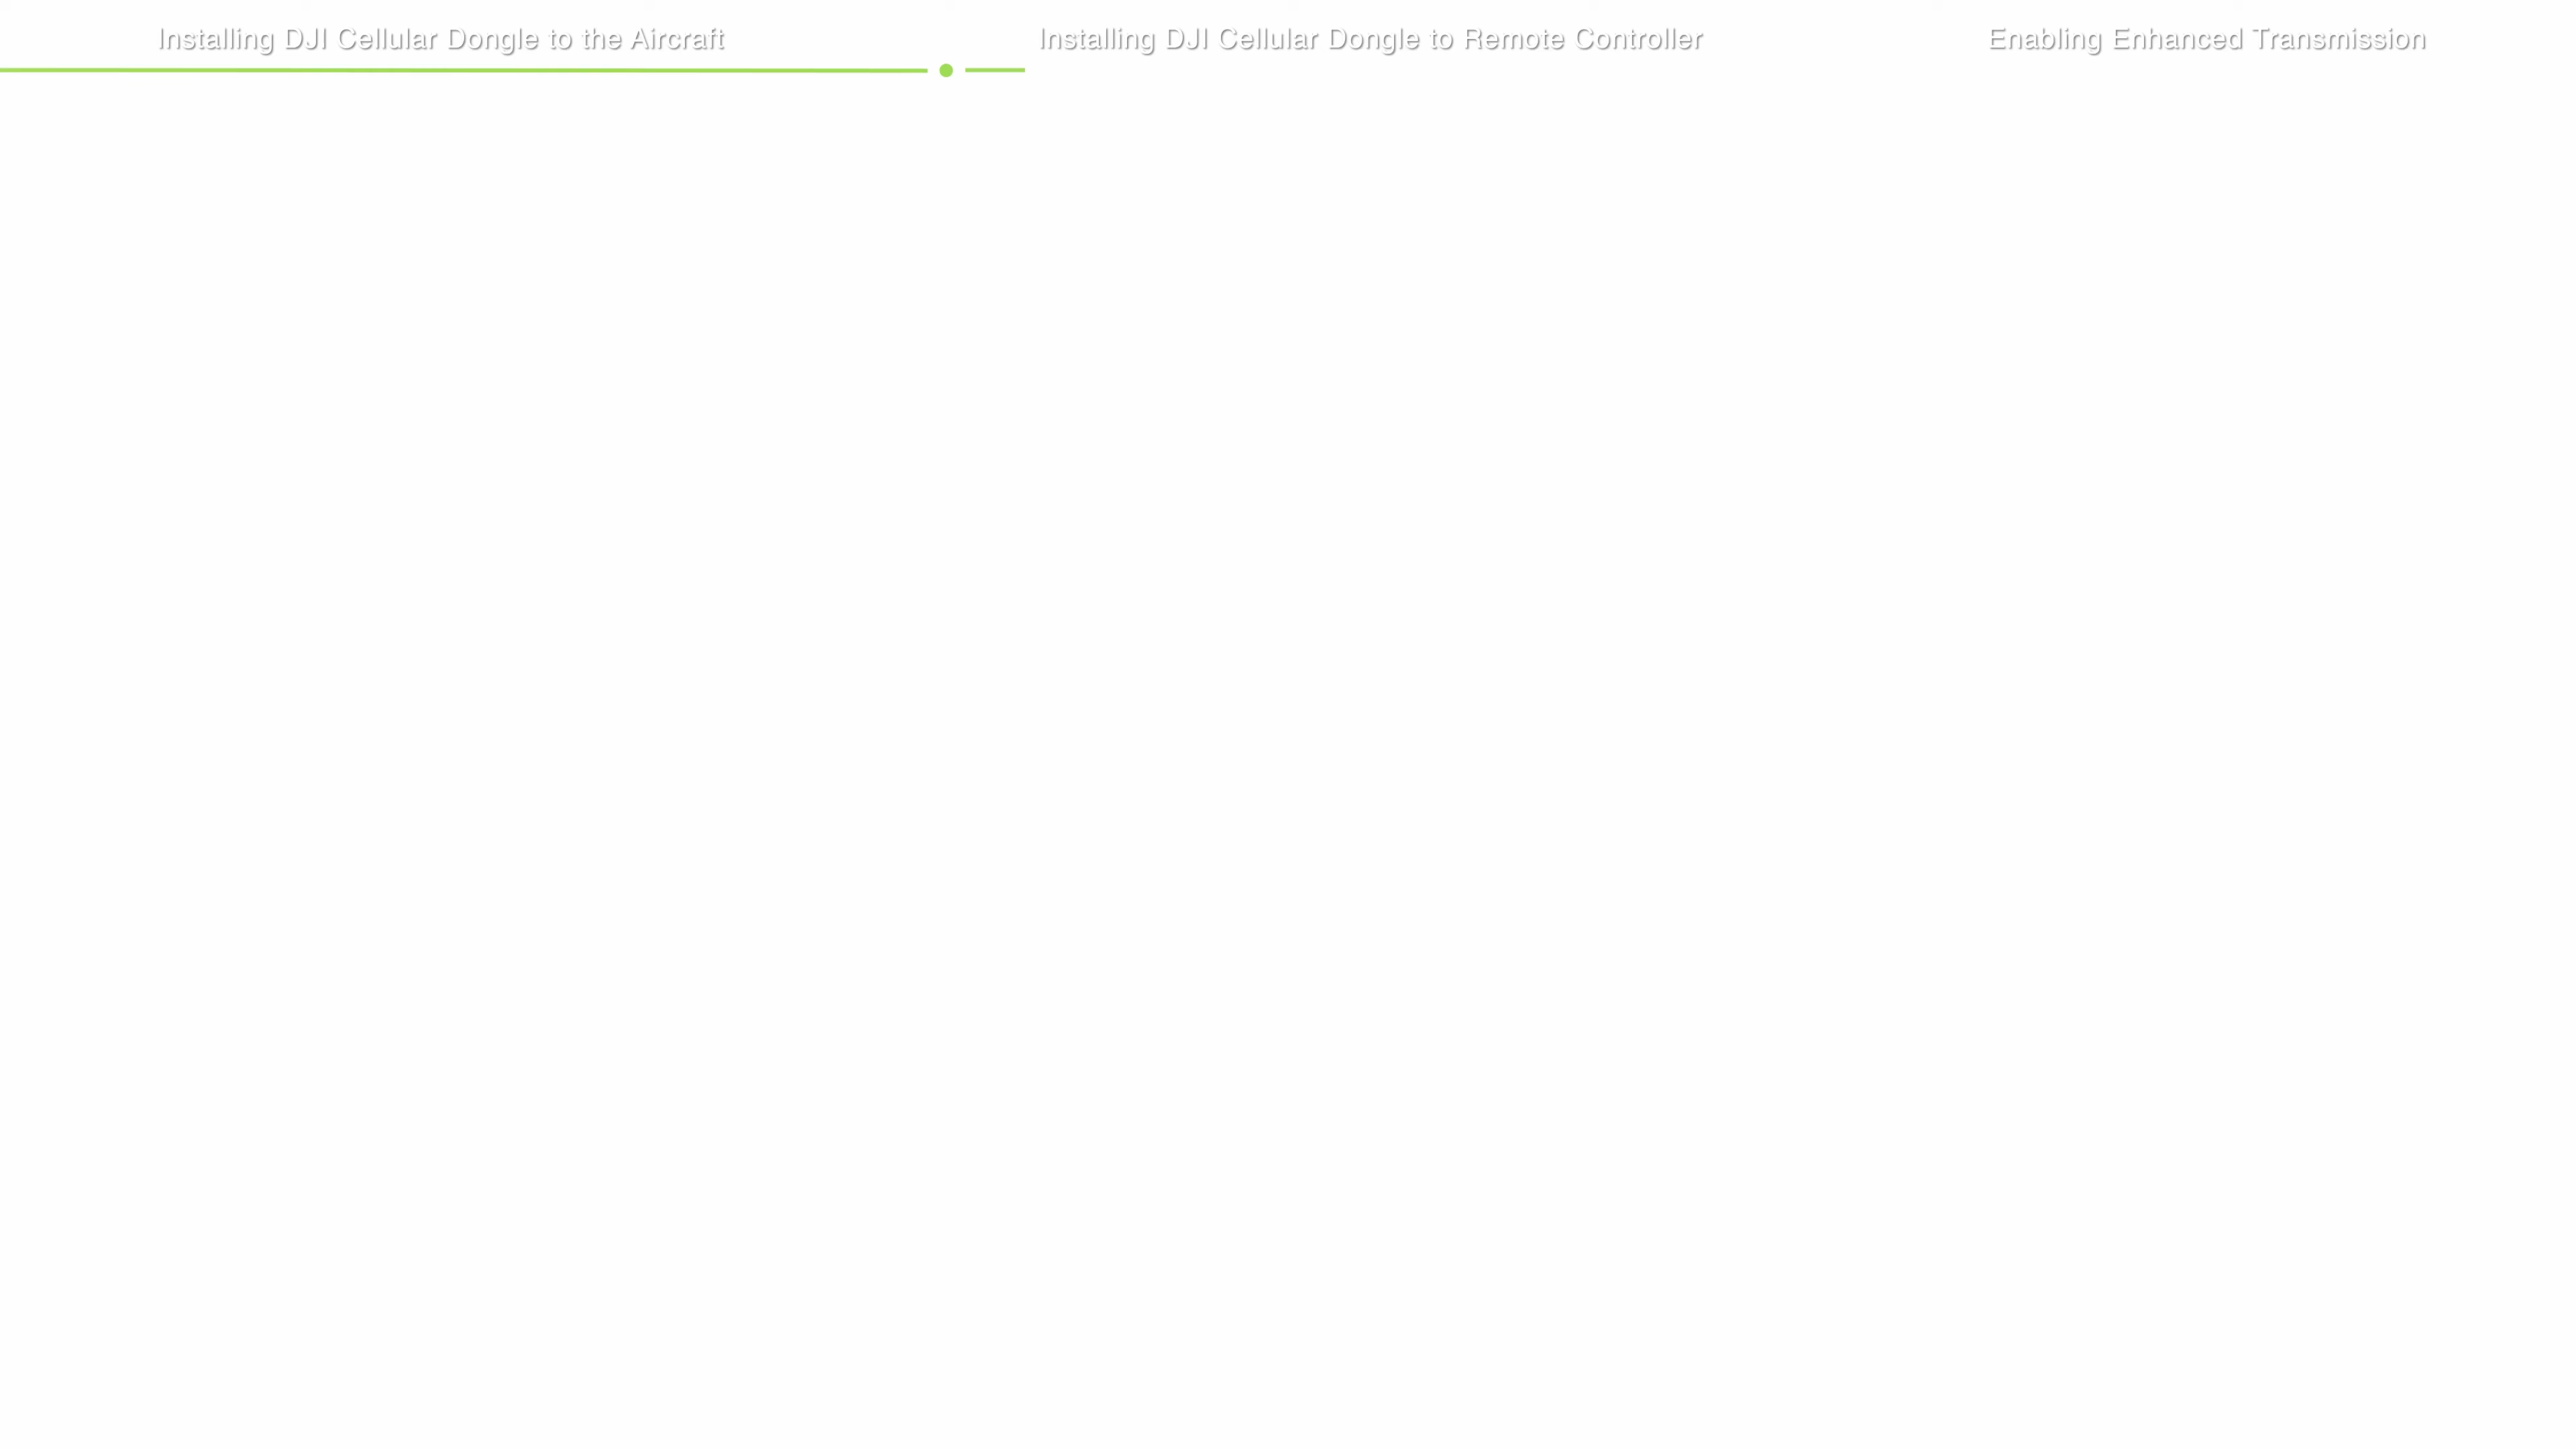 Installing DJI Cellular Dongle to the Aircraft
Installing DJI Cellular Dongle to Remote Controller
Enabling Enhanced Transmission